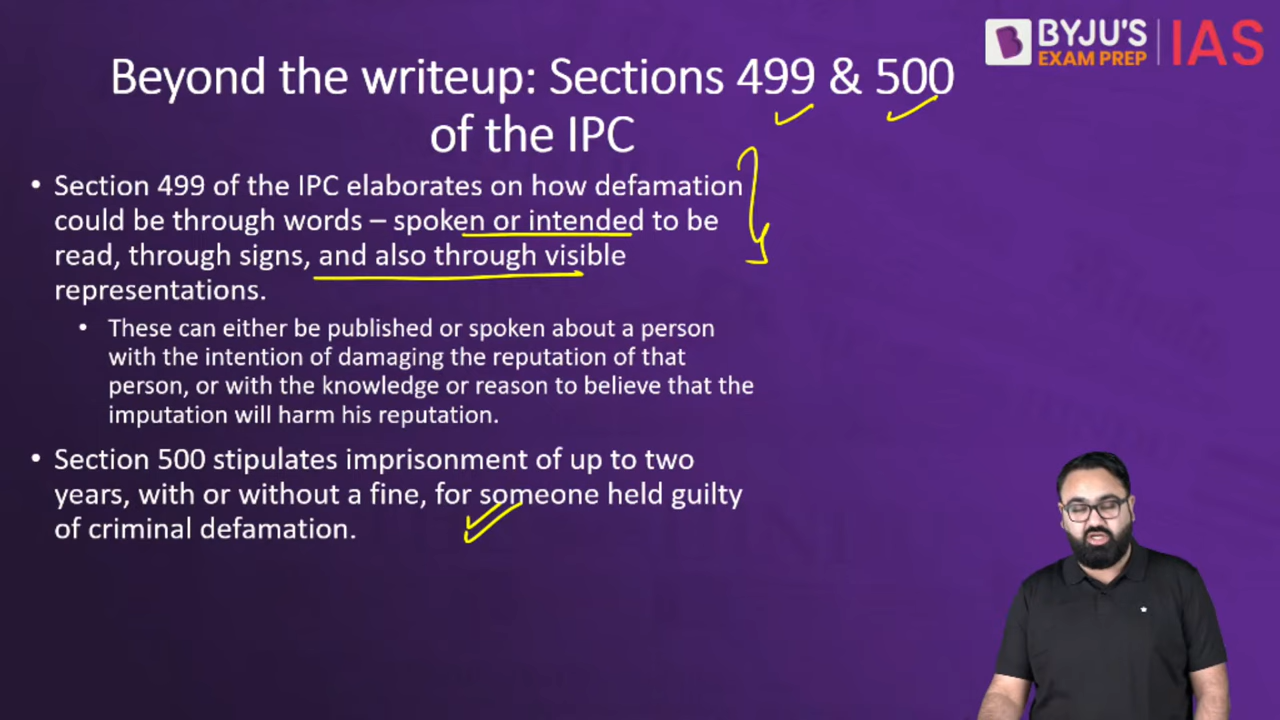 BYJU'S
EXAM PREP
IAS
Beyond the writeup: Sections 499 & 500
of the IPC
• Section 499 of the IPC elaborates on how defamation
could be through words – spoken or intended to be
read, through signs, and also through visible
representations.
• These can either be published or spoken about a person
with the intention of damaging the reputation of that
person, or with the knowledge or reason to believe that the
imputation will harm his reputation.
• Section 500 stipulates imprisonment of up to two
years, with or without a fine, for someone held guilty
of criminal defamation.